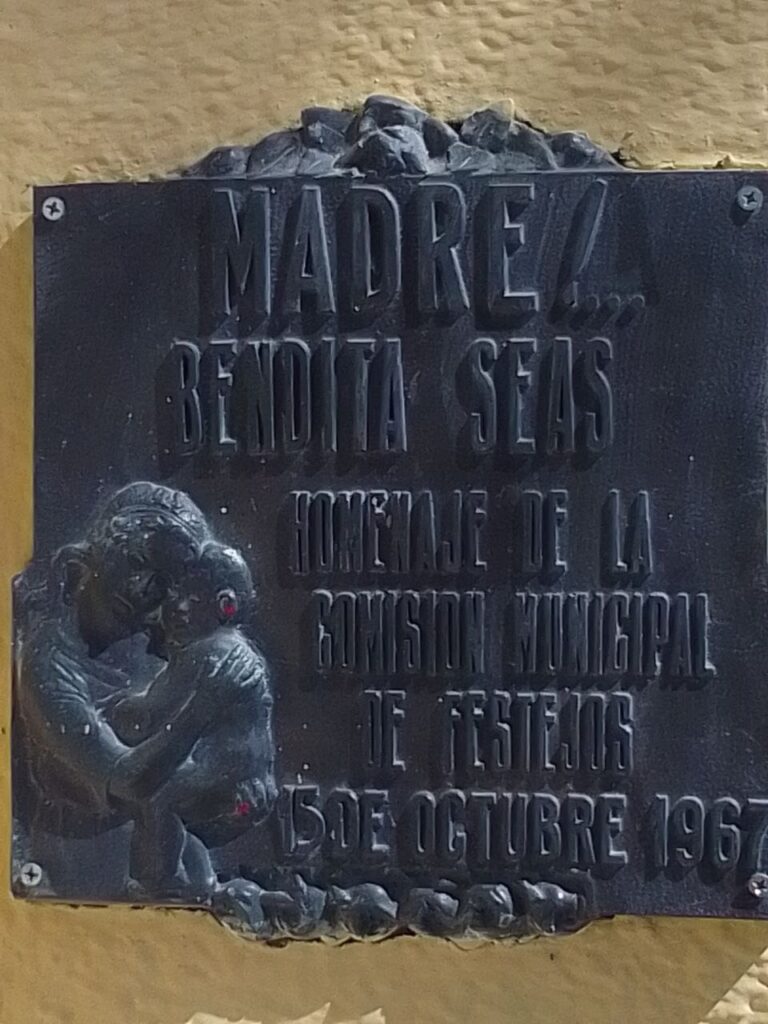 MADRE!...
BENDITA SEAS
HOMENAJE DE LA
COMISION MUNICIPAL
DE FESTEJOS
15 DE OCTUBRE 1967